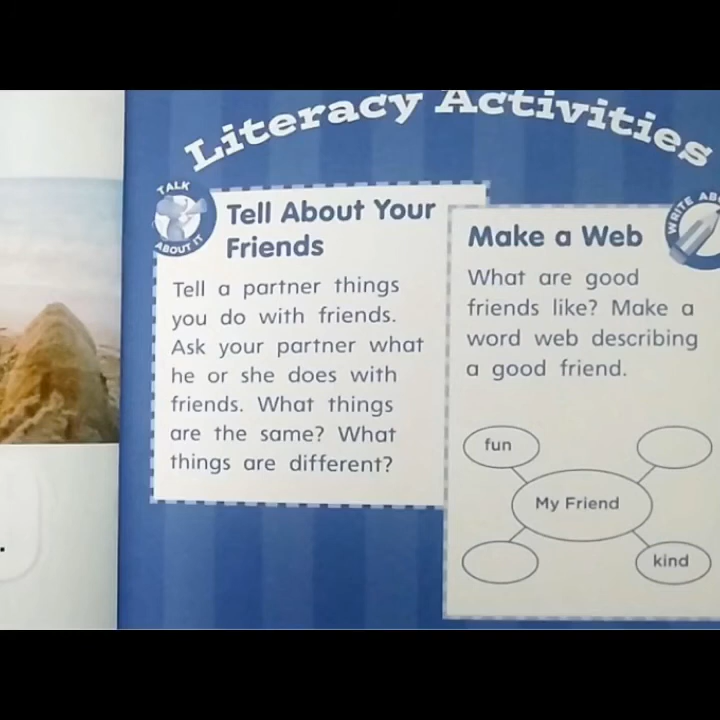 Literacy Activities
TALK
ABOUT IT
Tell About Your
Friends
Tell a partner things
you do with friends.
Ask your partner what
he or she does with
friends. What things
are the same? What
things are different?
WRITE
Make a Web
What are good
friends like? Make a
word web describing
a good friend.
fun
My Friend
kind